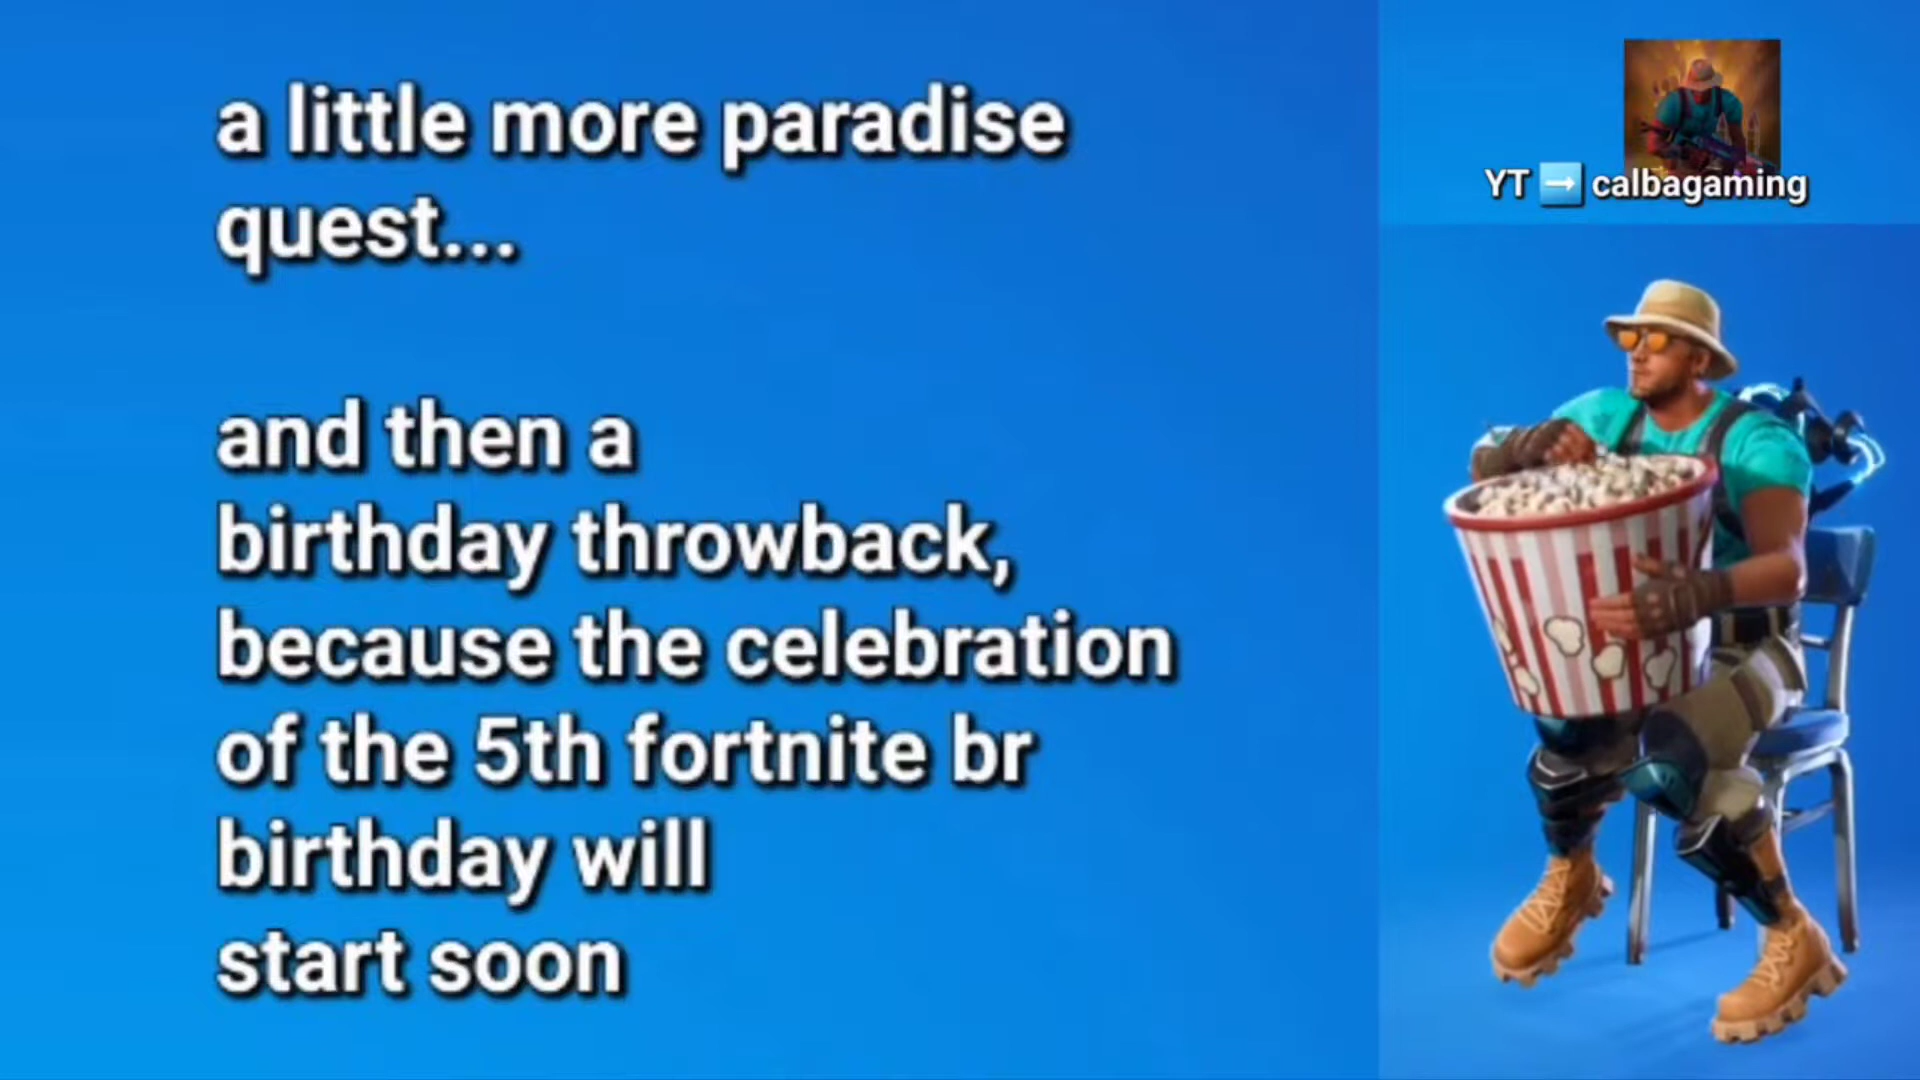 a little more paradise
quest...
and then a
birthday throwback,
because the celebration
of the 5th fortnite br
birthday will
start soon
YT ➡️ calbagaming